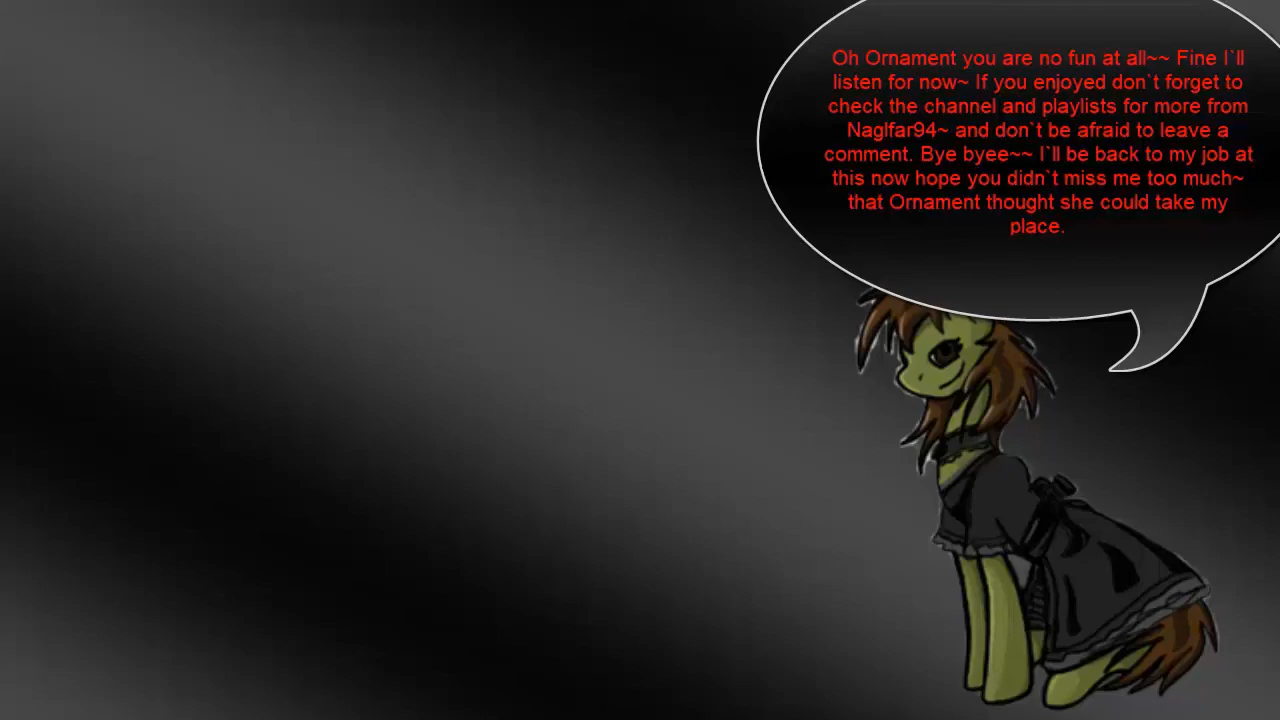 Oh Ornament you are no fun at all~~ Fine I`ll
listen for now~ If you enjoyed don`t forget to
check the channel and playlists for more from
Naglfar94~ and don`t be afraid to leave a
comment. Bye byee~~ I`ll be back to my job at
this now hope you didn`t miss me too much~
that Ornament thought she could take my
place.